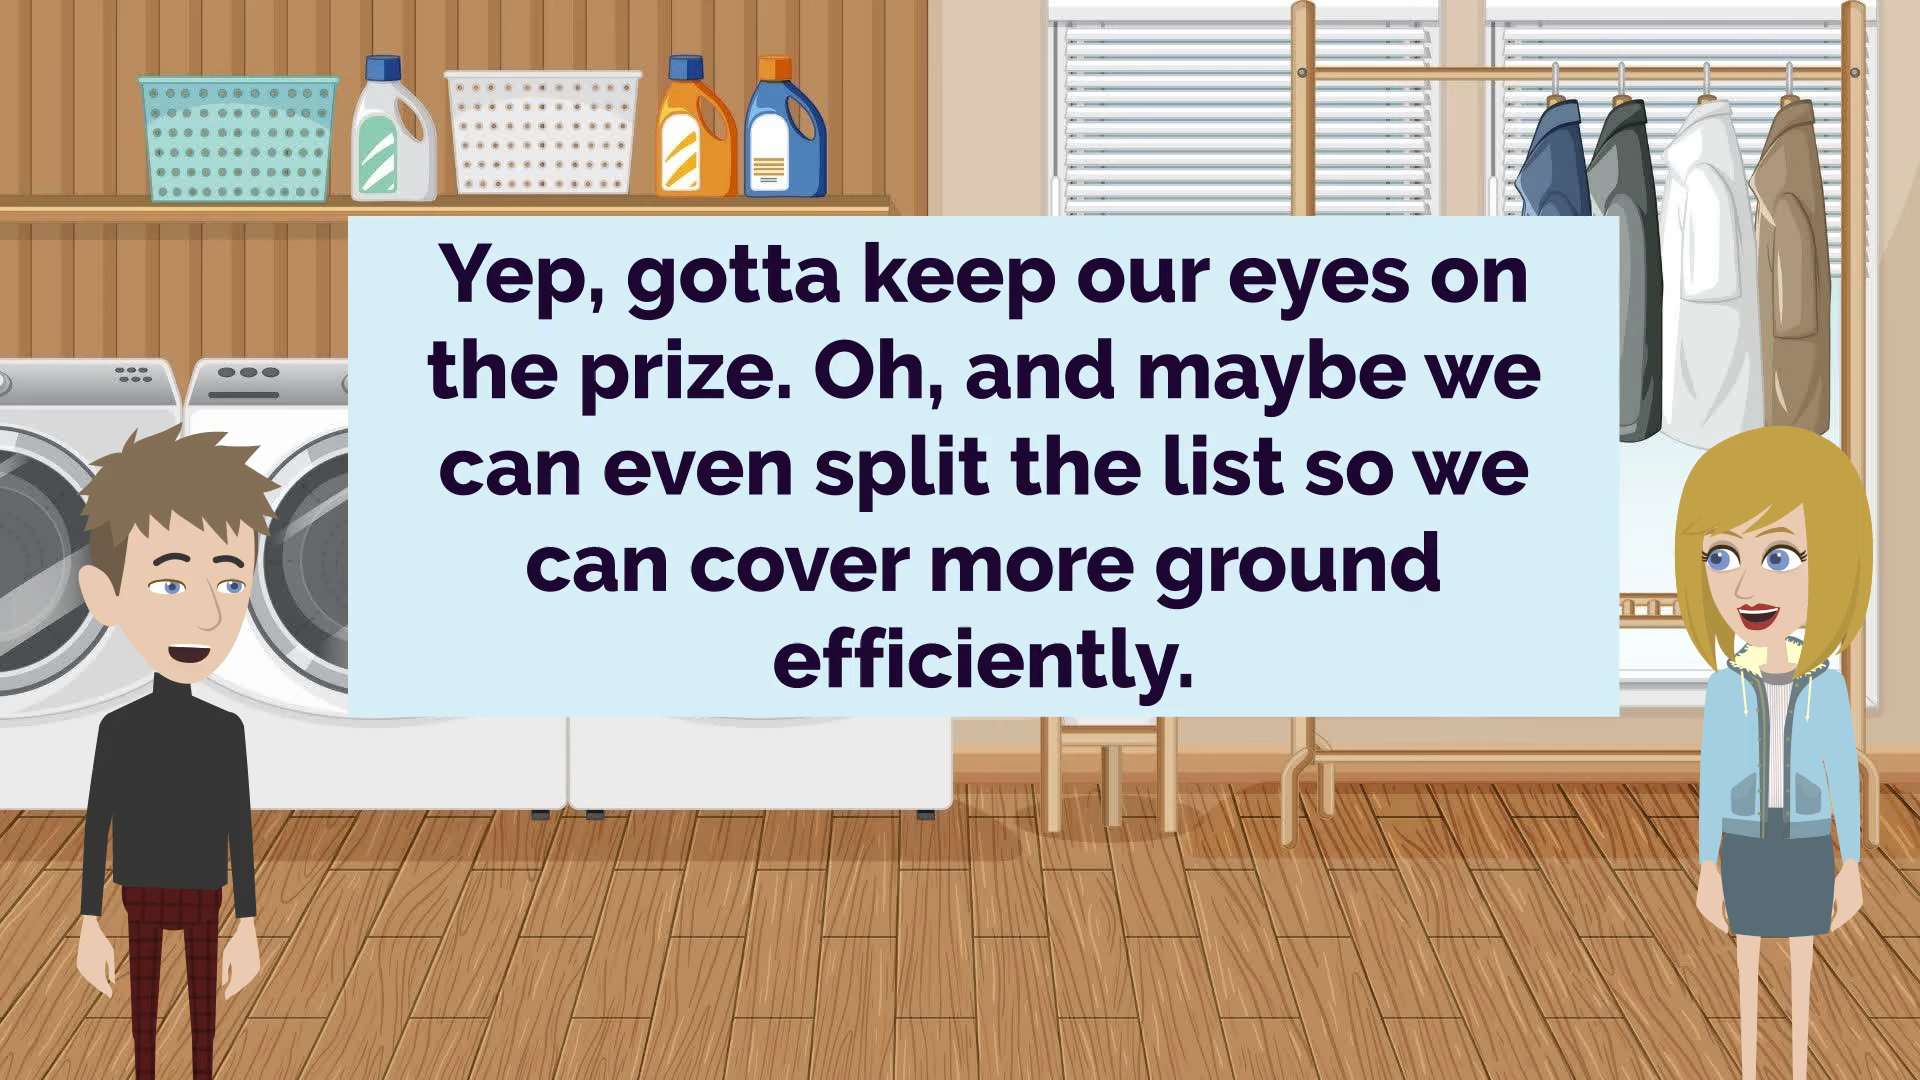 Yep, gotta keep our eyes on
the prize. Oh, and maybe we
can even split the list so we
can cover more ground
efficiently.